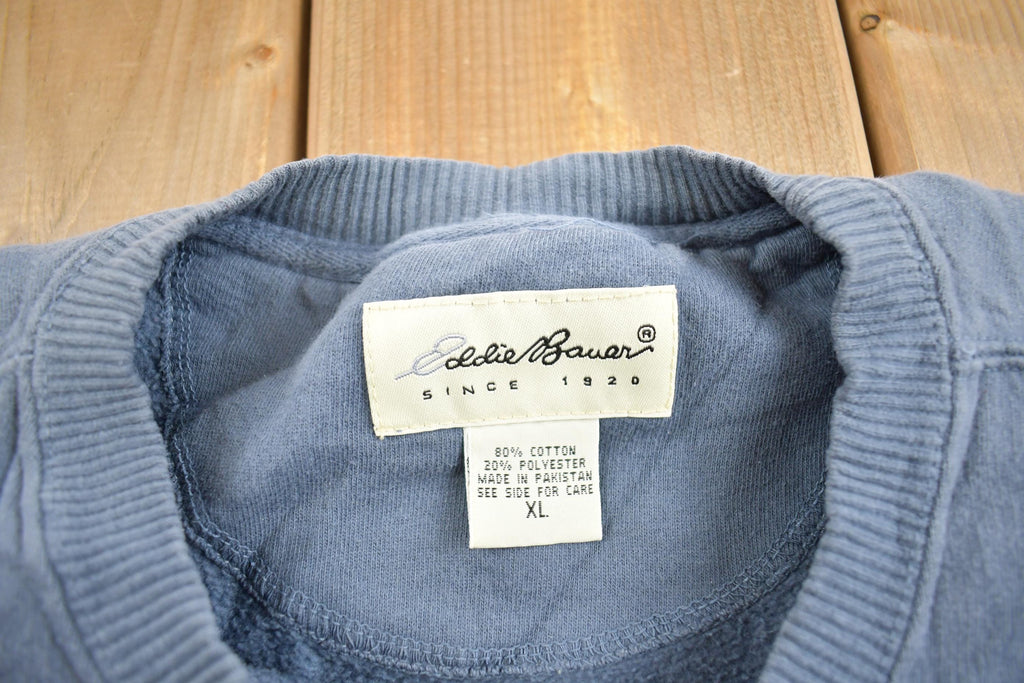 Eddie Bauer®
SINCE 1920
80% COTTON
20% POLYESTER
MADE IN PAKISTAN
SEE SIDE FOR CARE
XL